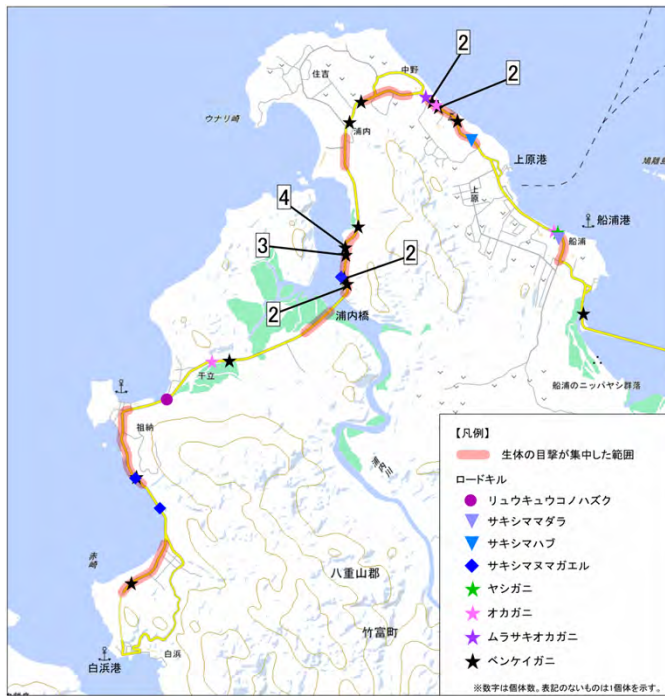 2
2
中野
住吉
ウナリ崎
浦内
上原港
上原
船浦港
船浦
4
3
2
2
浦内橋
船浦のニッパヤシ群落
干立
祖納
浦内川
赤崎
八重山郡
竹富町
白浜港
白浜
【凡例】
生体の目撃が集中した範囲
ロードキル
リュウキュウコノハズク
サキシママダラ
サキシマハブ
サキシマヌマガエル
ヤシガニ
オカガニ
ムラサキオカガニ
ベンケイガニ
※数字は個体数。表記のないものは1個体を示す。